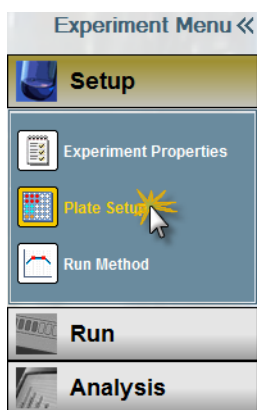 Experiment Menu «
Setup
Experiment Properties
Plate Setup
Run Method
Run
Analysis